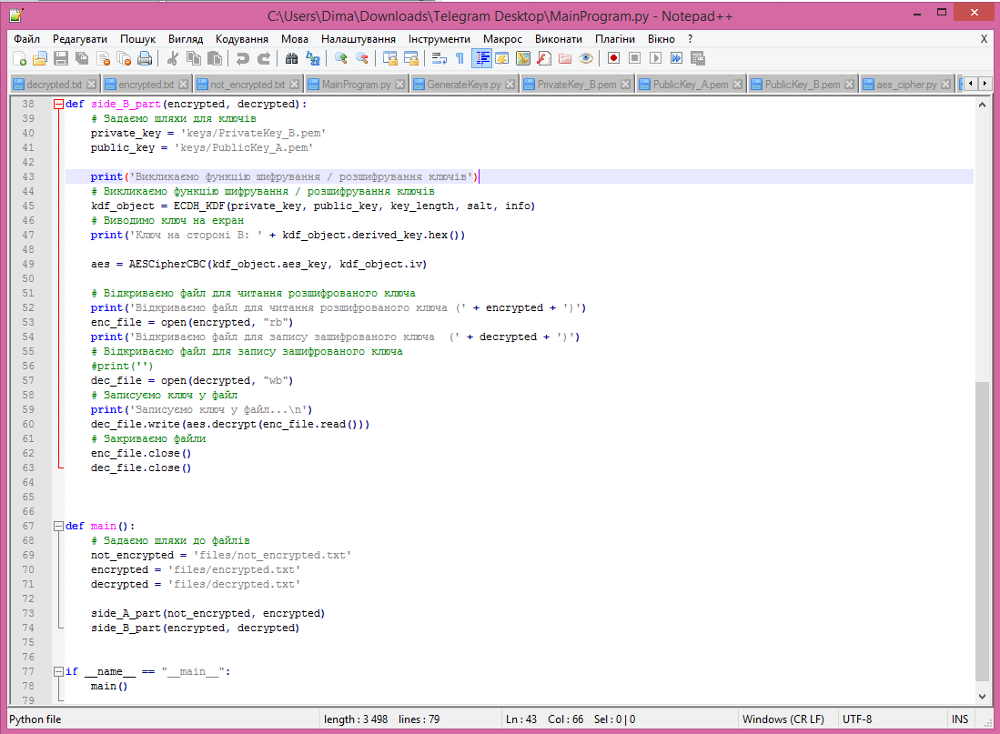 C:\Users\Dima\Downloads\Telegram Desktop\MainProgram.py - Notepad++
Файл Редагувати Пошук Вигляд Кодування Мова Налаштування Інструменти Макрос Виконати Плагіни Вікно ? X
decrypted.txt encrypted.txt not_encrypted.txt MainProgram.py GenerateKeys.py PrivateKey_B.pem PublicKey_A.pem PublicKey_B.pem aes_cipher.py
38 def side_B_part(encrypted, decrypted):
39 # Задаємо шляхи для ключів
40 private_key = 'keys/PrivateKey_B.pem'
41 public_key = 'keys/PublicKey_A.pem'
42
43 print('Викликаємо функцію шифрування / розшифрування ключів')
44 # Викликаємо функцію шифрування / розшифрування ключів
45 kdf_object = ECDH_KDF(private_key, public_key, key_length, salt, info)
46 # Виводимо ключ на екран
47 print('Ключ на стороні B: ' + kdf_object.derived_key.hex())
48
49 aes = AESCipherCBC(kdf_object.aes_key, kdf_object.iv)
50
51 # Відкриваємо файл для читання розшифрованого ключа
52 print('Відкриваємо файл для читання розшифрованого ключа (' + encrypted + ')')
53 enc_file = open(encrypted, "rb")
54 print('Відкриваємо файл для запису зашифрованого ключа  (' + decrypted + ')')
55 # Відкриваємо файл для запису зашифрованого ключа
56 #print('')
57 dec_file = open(decrypted, "wb")
58 # Записуємо ключ у файл
59 print('Записуємо ключ у файл...\n')
60 dec_file.write(aes.decrypt(enc_file.read()))
61 # Закриваємо файли
62 enc_file.close()
63 dec_file.close()
64
65
66
67 def main():
68 # Задаємо шляхи до файлів
69 not_encrypted = 'files/not_encrypted.txt'
70 encrypted = 'files/encrypted.txt'
71 decrypted = 'files/decrypted.txt'
72
73 side_A_part(not_encrypted, encrypted)
74 side_B_part(encrypted, decrypted)
75
76
77 if __name__ == "__main__":
78 main()
79
Python file length : 3 498 lines : 79 Ln : 43 Col : 66 Sel : 0 | 0 Windows (CR LF) UTF-8 INS